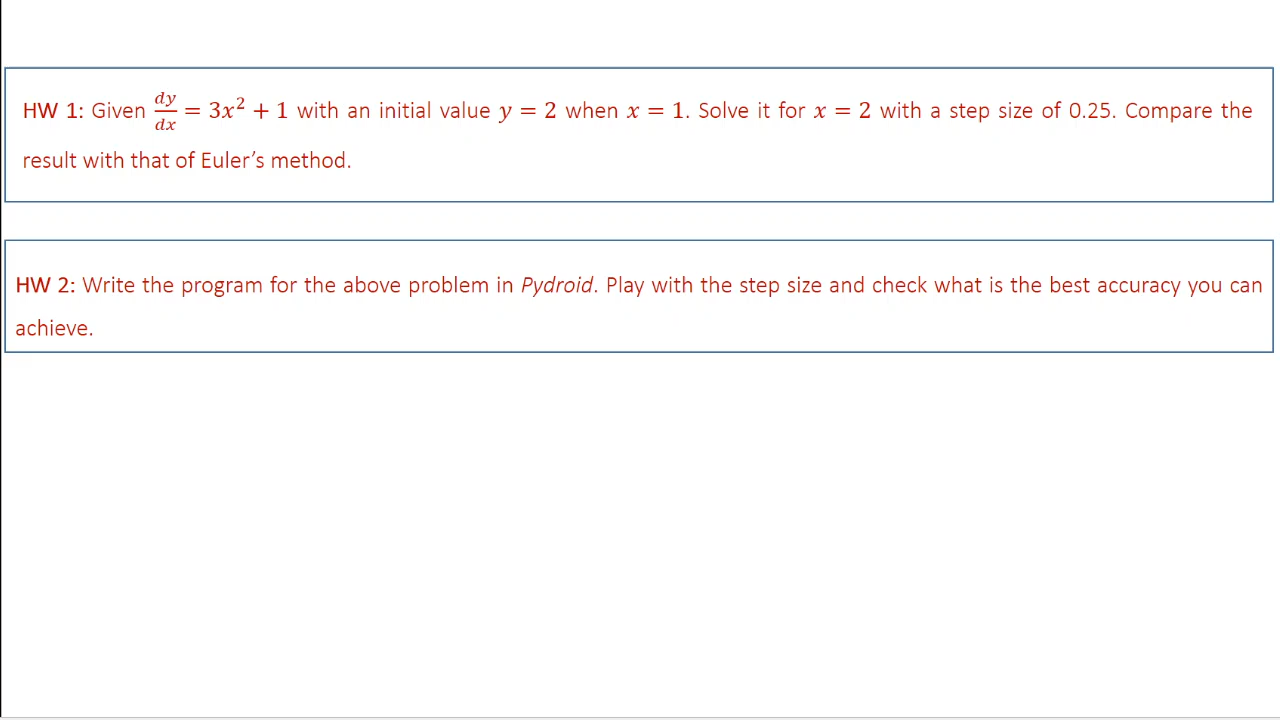 HW 1: Given dy/dx = 3x² + 1 with an initial value y = 2 when x = 1. Solve it for x = 2 with a step size of 0.25. Compare the
result with that of Euler’s method.
HW 2: Write the program for the above problem in Pydroid. Play with the step size and check what is the best accuracy you can
achieve.